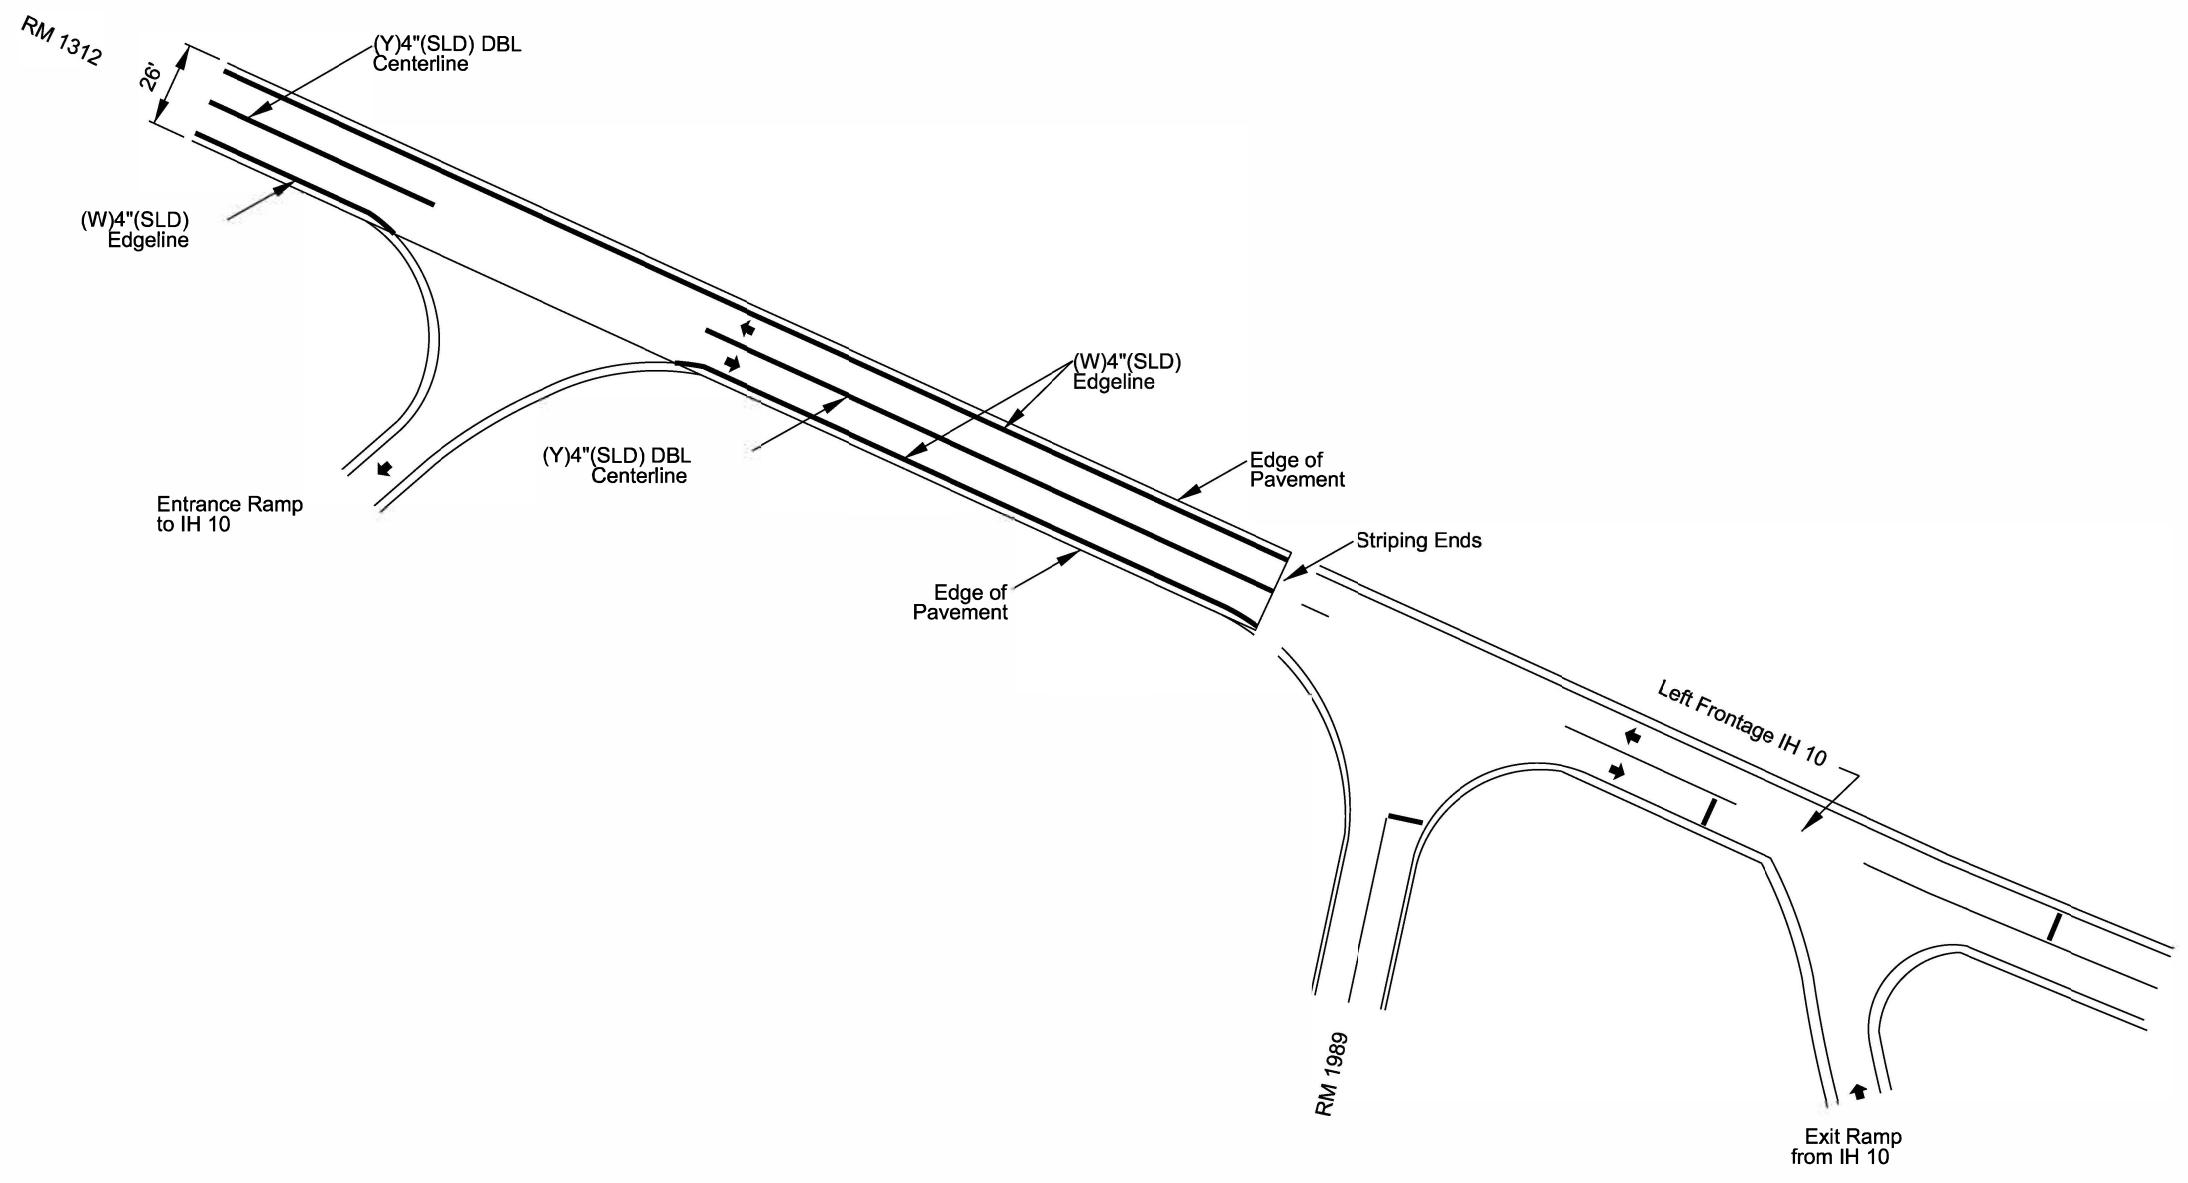 RM 1312
26'
(Y)4"(SLD) DBL
Centerline
(W)4"(SLD)
Edgeline
(W)4"(SLD)
Edgeline
(Y)4"(SLD) DBL
Centerline
Edge of
Pavement
Entrance Ramp
to IH 10
Striping Ends
Edge of
Pavement
Left Frontage IH 10
RM 1989
Exit Ramp
from IH 10